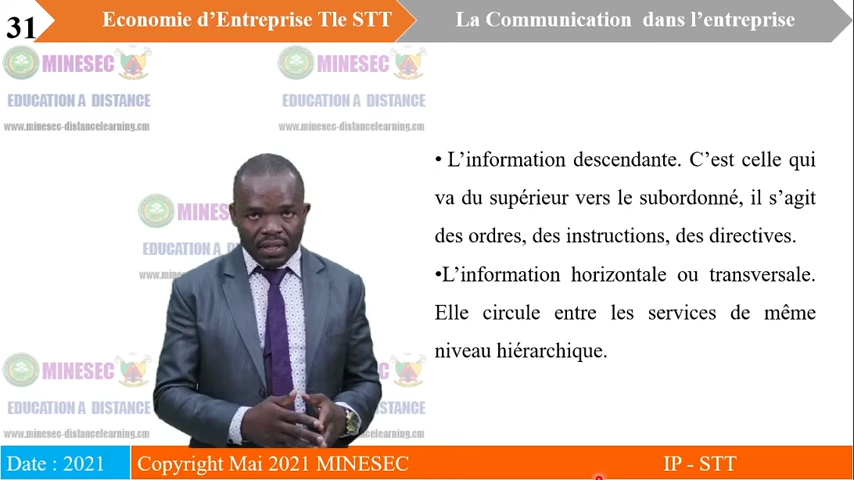 31
Economie d’Entreprise Tle STT
La Communication dans l’entreprise
MINESEC
EDUCATION A DISTANCE
www.minesec-distancelearning.cm
MINESEC
EDUCATION A DISTANCE
www.minesec-distancelearning.cm
• L’information descendante. C’est celle qui
va du supérieur vers le subordonné, il s’agit
des ordres, des instructions, des directives.
•L’information horizontale ou transversale.
Elle circule entre les services de même
niveau hiérarchique.
MINESEC
EDUCATION A DISTANCE
www.minesec-distancelearning.cm
Date : 2021
Copyright Mai 2021 MINESEC
IP - STT